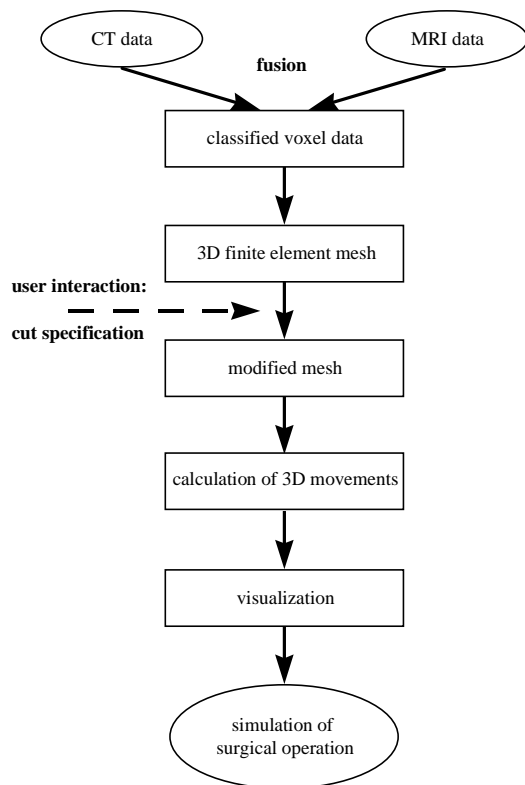 CT data
MRI data
fusion
classified voxel data
3D finite element mesh
user interaction:
cut specification
modified mesh
calculation of 3D movements
visualization
simulation of
surgical operation